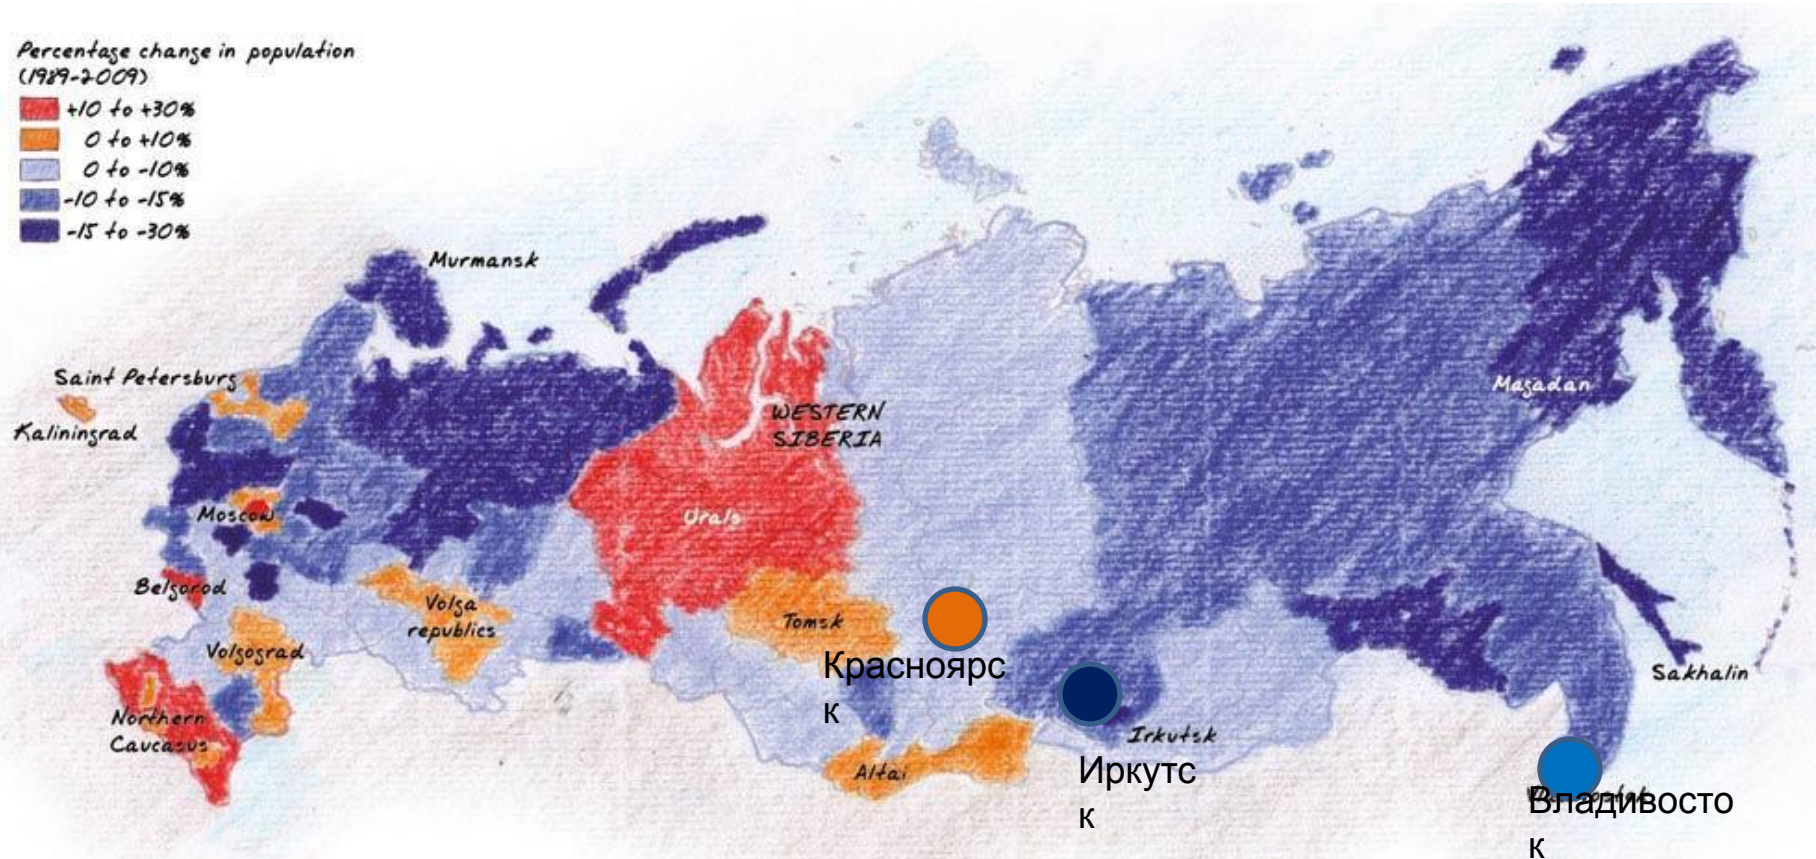 Percentage change in population
(1989-2009)
+10 to +30%
0 to +10%
0 to -10%
-10 to -15%
-15 to -30%
Murmansk
Saint Petersburg
Kaliningrad
WESTERN
SIBERIA
Magadan
Moscow
Urals
Belgorod
Volga
republics
Tomsk
Volgograd
Красноярс
к
Sakhalin
Northern
Caucasus
Irkutsk
Altai
Иркутс
к
Владивосто
к